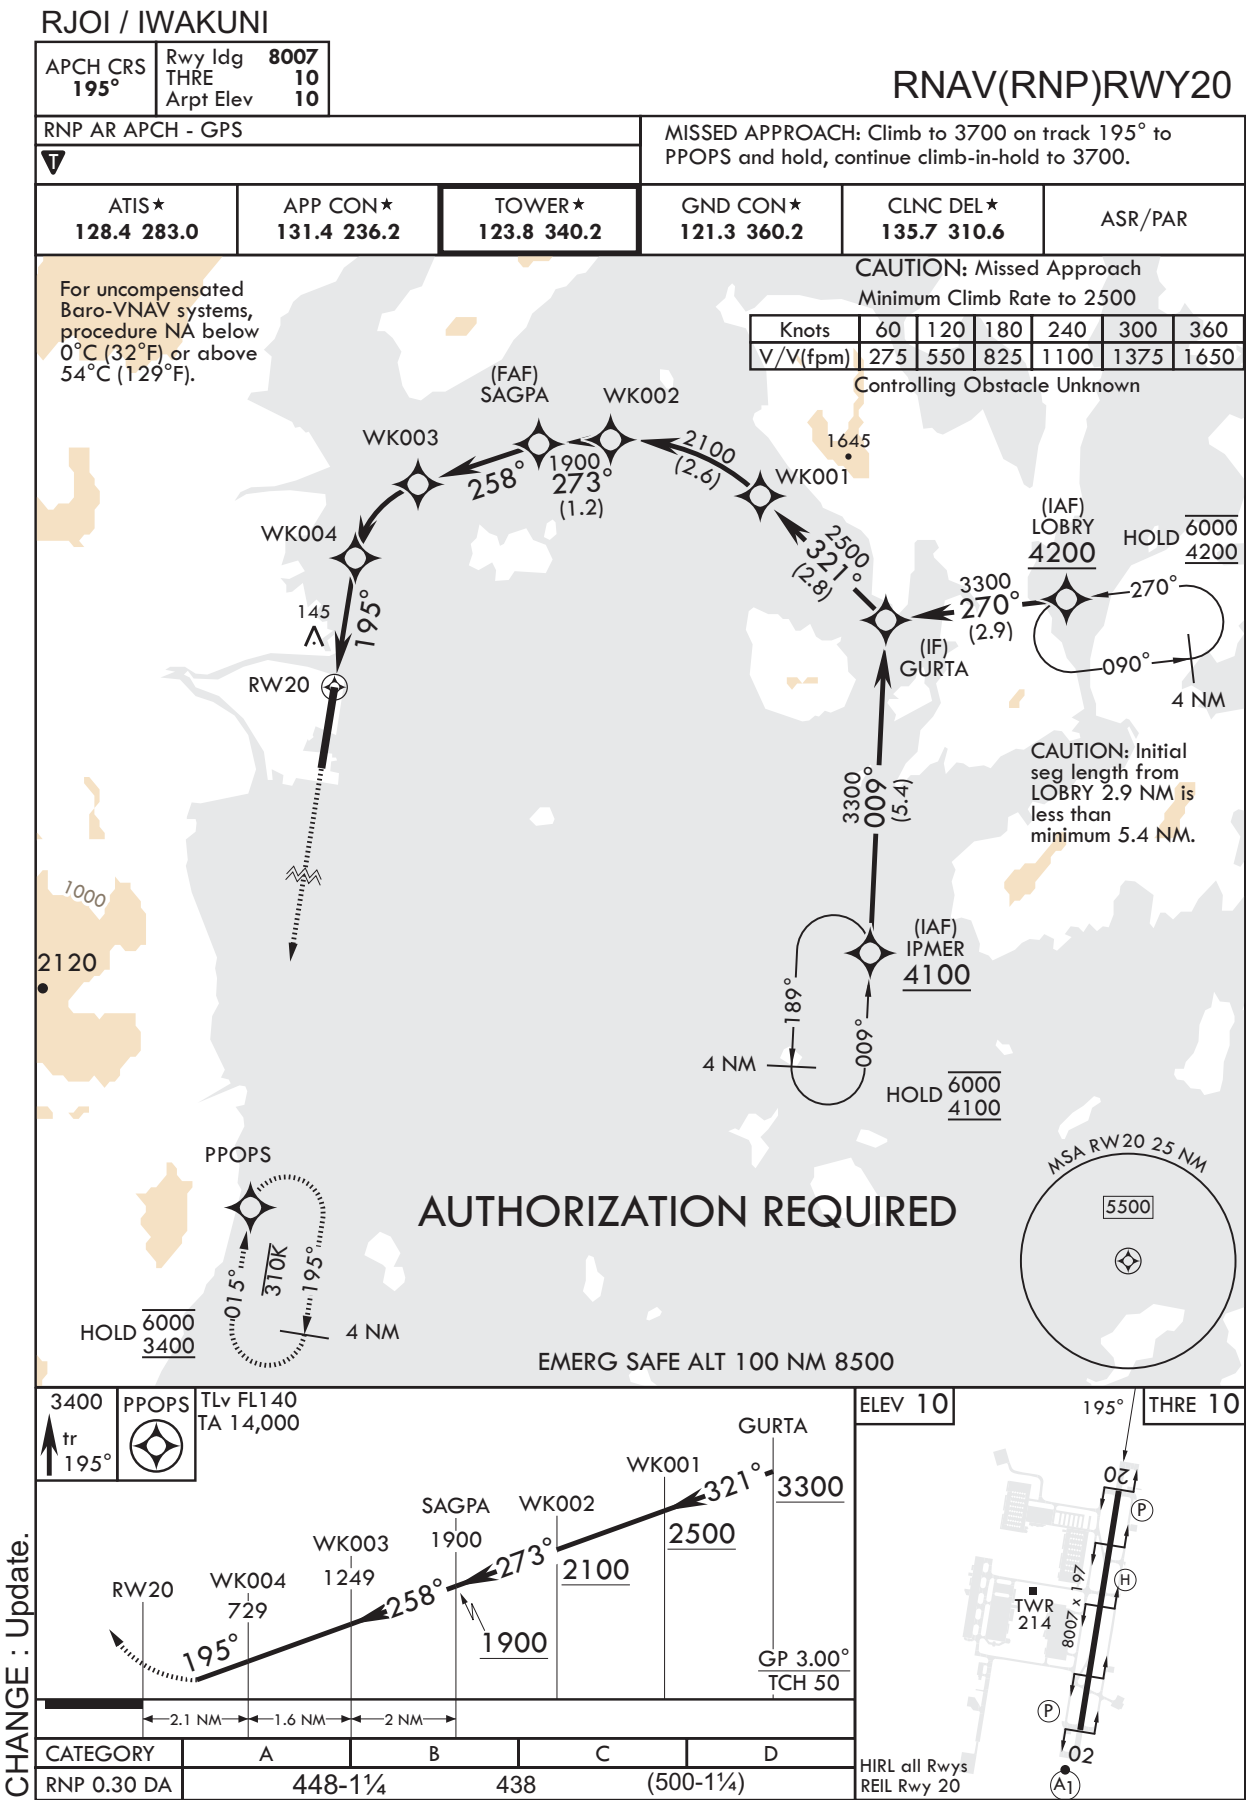 RJOI / IWAKUNI
APCH CRS
195°
Rwy ldg 8007
THRE 10
Arpt Elev 10
RNAV(RNP)RWY20
RNP AR APCH - GPS
T
MISSED APPROACH: Climb to 3700 on track 195° to
PPOPS and hold, continue climb-in-hold to 3700.
ATIS★
128.4 283.0
APP CON★
131.4 236.2
TOWER★
123.8 340.2
GND CON★
121.3 360.2
CLNC DEL★
135.7 310.6
ASR/PAR
For uncompensated
Baro-VNAV systems,
procedure NA below
0°C (32°F) or above
54°C (129°F).
CAUTION: Missed Approach
Minimum Climb Rate to 2500
Knots 60 120 180 240 300 360
V/V(fpm) 275 550 825 1100 1375 1650
Controlling Obstacle Unknown
(FAF)
SAGPA
WK002
WK003
2100
(2.6)
1645
1900
273°
(1.2)
258°
WK001
WK004
2500
321°
(2.8)
(IAF)
LOBRY
4200
HOLD 6000
4200
270°
3300
270°
(2.9)
145
195°
(IF)
GURTA
090°
4 NM
RW20
CAUTION: Initial
seg length from
LOBRY 2.9 NM is
less than
minimum 5.4 NM.
3300
009°
(5.4)
1000
2120
(IAF)
IPMER
4100
189°
009°
4 NM
HOLD 6000
4100
PPOPS
MSA RW20 25 NM
5500
AUTHORIZATION REQUIRED
015°
310K
195°
HOLD 6000
3400
4 NM
EMERG SAFE ALT 100 NM 8500
3400
tr
195°
PPOPS
TLv FL140
TA 14,000
GURTA
WK001
321°
3300
SAGPA
1900
WK002
2500
WK003
1249
273°
2100
RW20
WK004
729
258°
1900
195°
GP 3.00°
TCH 50
2.1 NM
1.6 NM
2 NM
CATEGORY A B C D
RNP 0.30 DA 448-1¼ 438 (500-1¼)
ELEV 10
195°
THRE 10
20
P
H
TWR
214
8007 x 197
P
02
A1
HIRL all Rwys
REIL Rwy 20
CHANGE : Update.